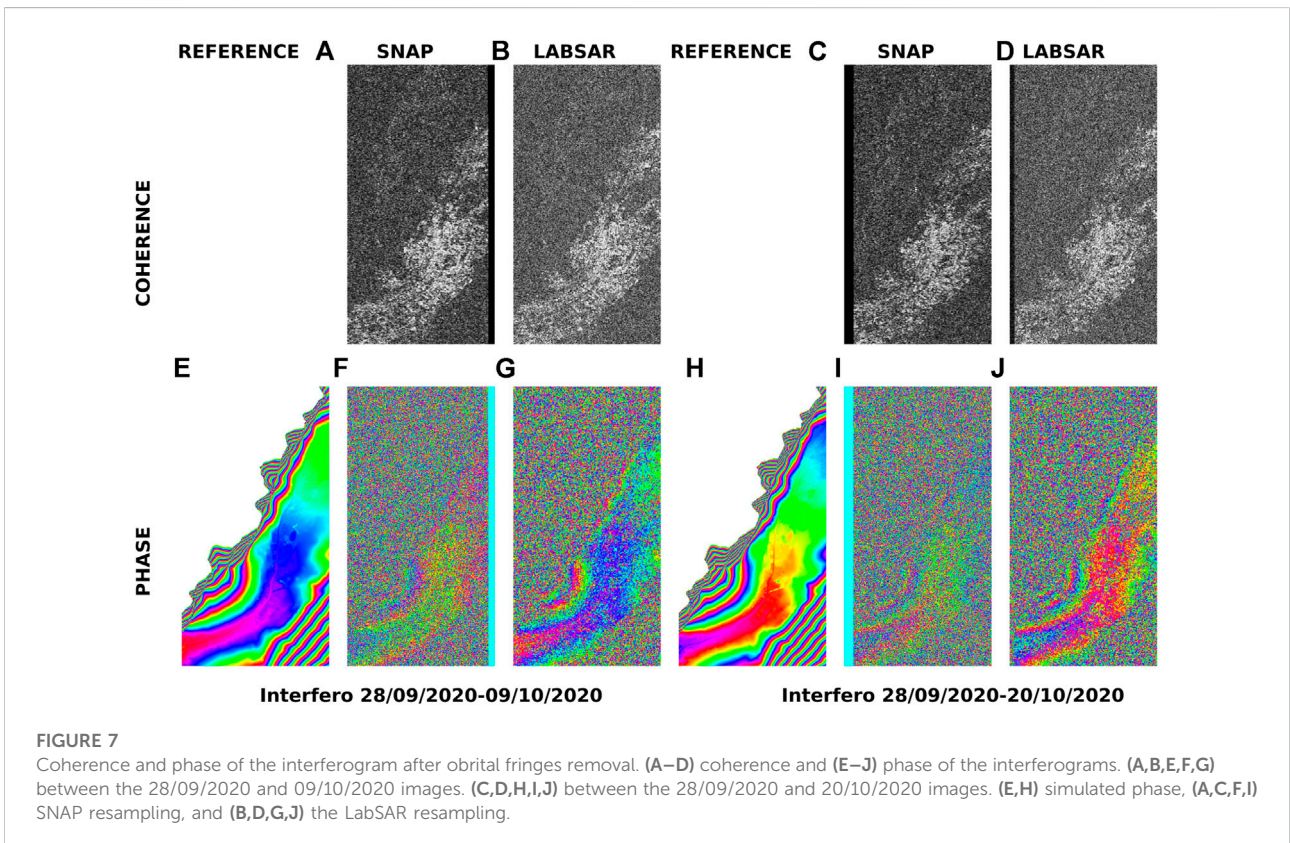 REFERENCE A SNAP B LABSAR REFERENCE C SNAP D LABSAR
COHERENCE
E F G H I J
PHASE
Interfero 28/09/2020-09/10/2020 Interfero 28/09/2020-20/10/2020
FIGURE 7
Coherence and phase of the interferogram after obrital fringes removal. (A–D) coherence and (E–J) phase of the interferograms. (A,B,E,F,G)
between the 28/09/2020 and 09/10/2020 images. (C,D,H,I,J) between the 28/09/2020 and 20/10/2020 images. (E,H) simulated phase, (A,C,F,I)
SNAP resampling, and (B,D,G,J) the LabSAR resampling.